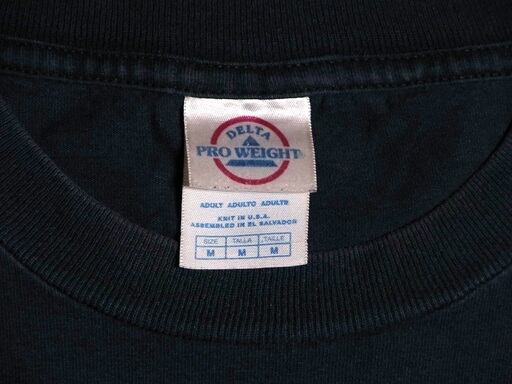 DELTA
PRO WEIGHT
ADULT ADULTO ADULTE
KNIT IN U.S.A.
ASSEMBLED IN EL SALVADOR
SIZE TALLA TAILLE
M M M